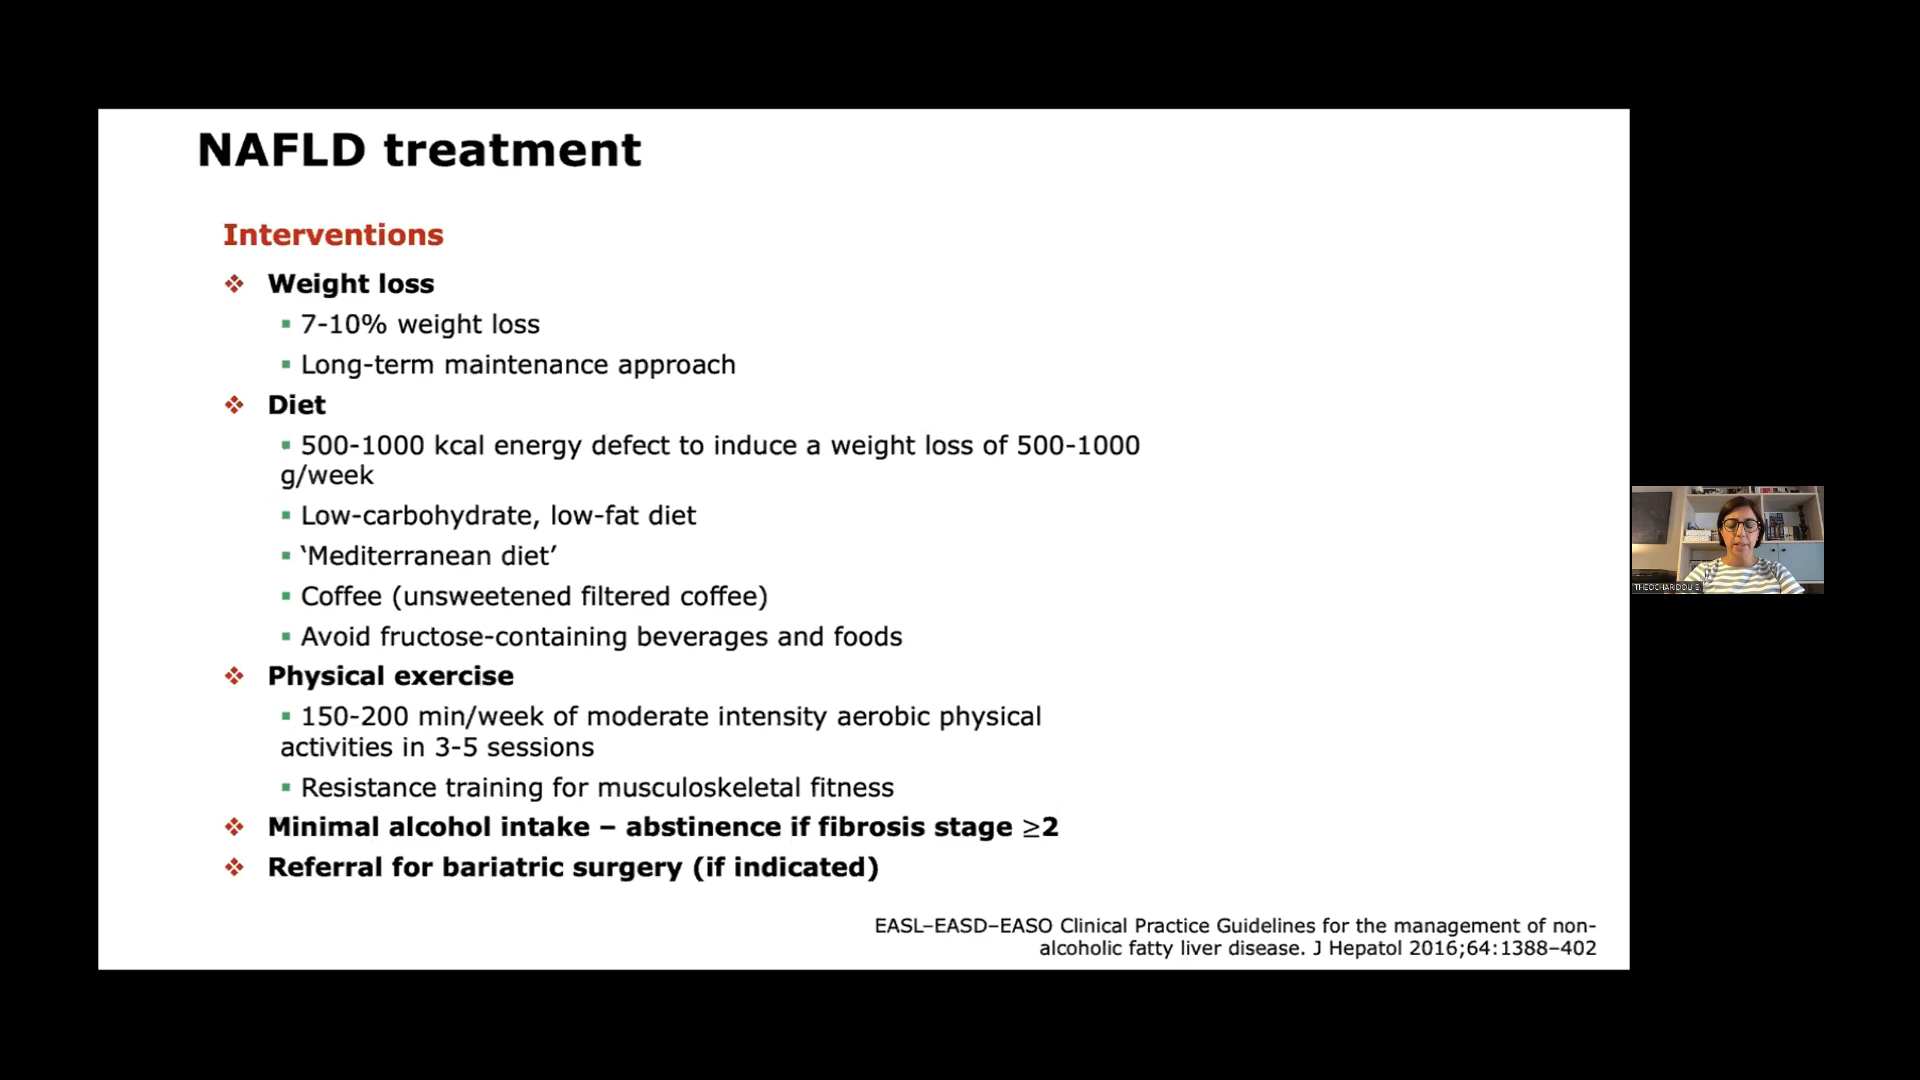 NAFLD treatment
Interventions
❖ Weight loss
▪ 7-10% weight loss
▪ Long-term maintenance approach
❖ Diet
▪ 500-1000 kcal energy defect to induce a weight loss of 500-1000
g/week
▪ Low-carbohydrate, low-fat diet
▪ ‘Mediterranean diet’
▪ Coffee (unsweetened filtered coffee)
▪ Avoid fructose-containing beverages and foods
❖ Physical exercise
▪ 150-200 min/week of moderate intensity aerobic physical
activities in 3-5 sessions
▪ Resistance training for musculoskeletal fitness
❖ Minimal alcohol intake – abstinence if fibrosis stage ≥2
❖ Referral for bariatric surgery (if indicated)
EASL–EASD–EASO Clinical Practice Guidelines for the management of non-
alcoholic fatty liver disease. J Hepatol 2016;64:1388–402
THEOCHARIDOU E.